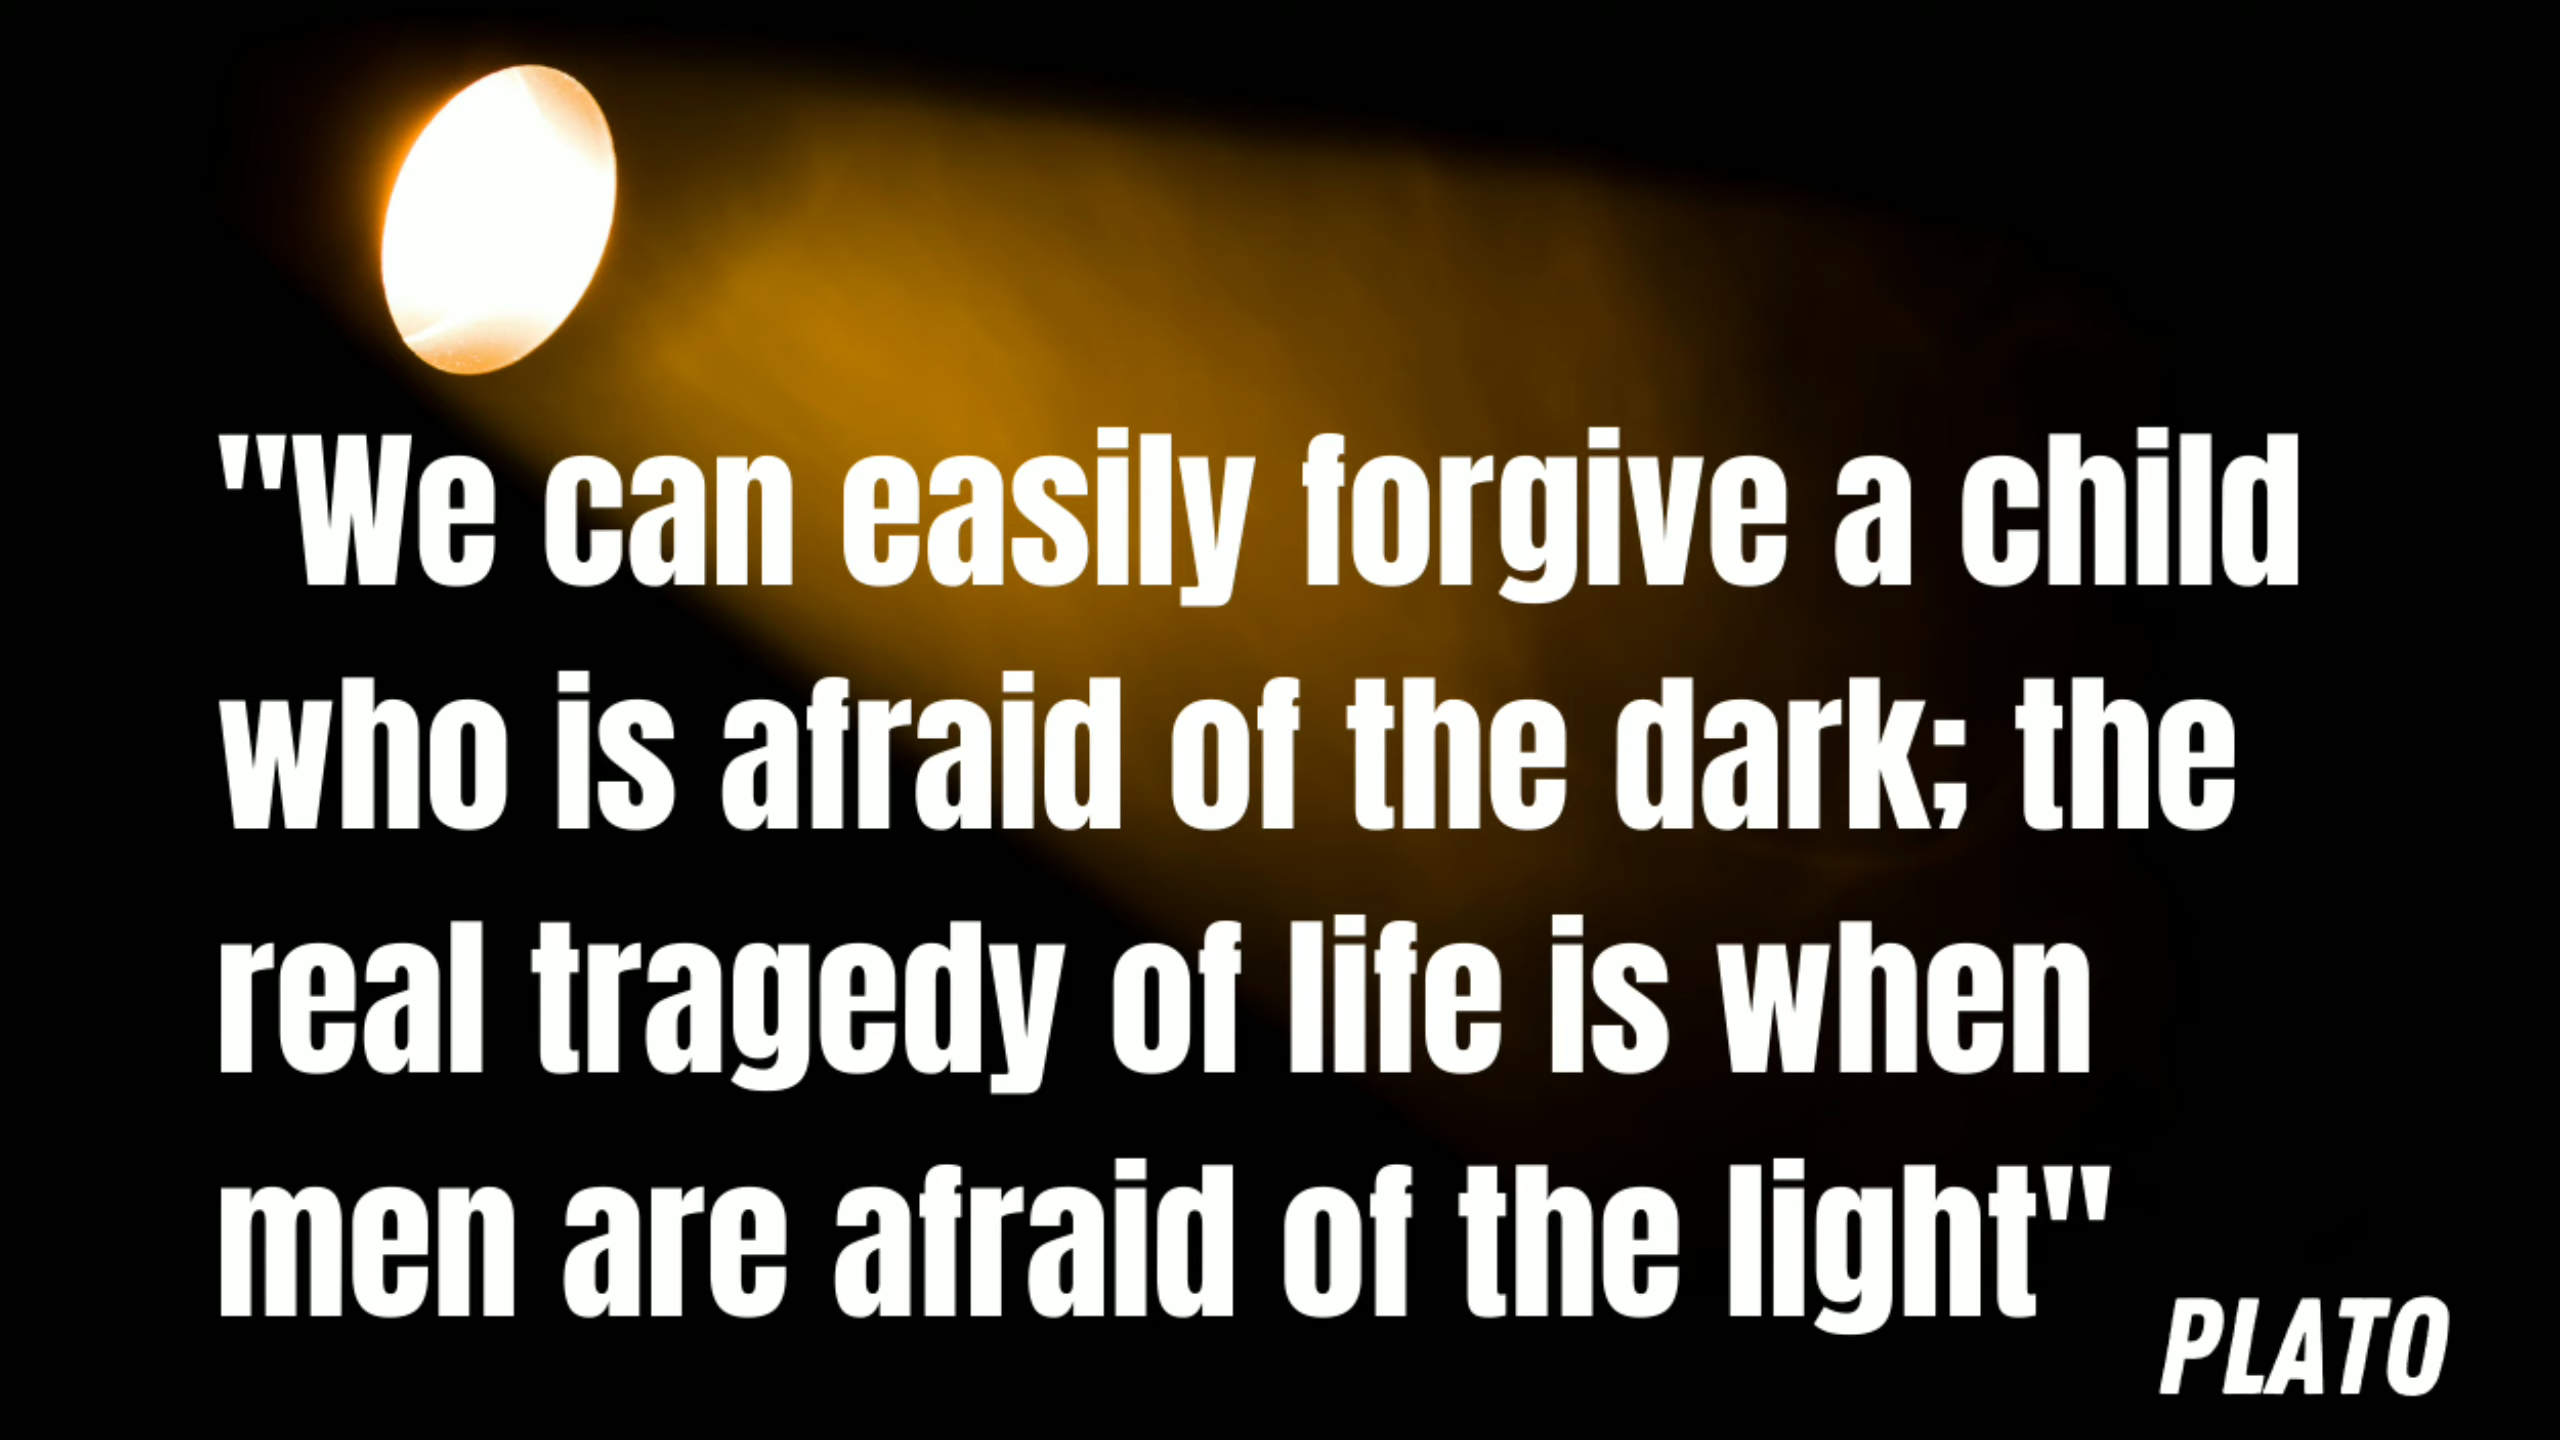 "We can easily forgive a child
who is afraid of the dark; the
real tragedy of life is when
men are afraid of the light"
PLATO